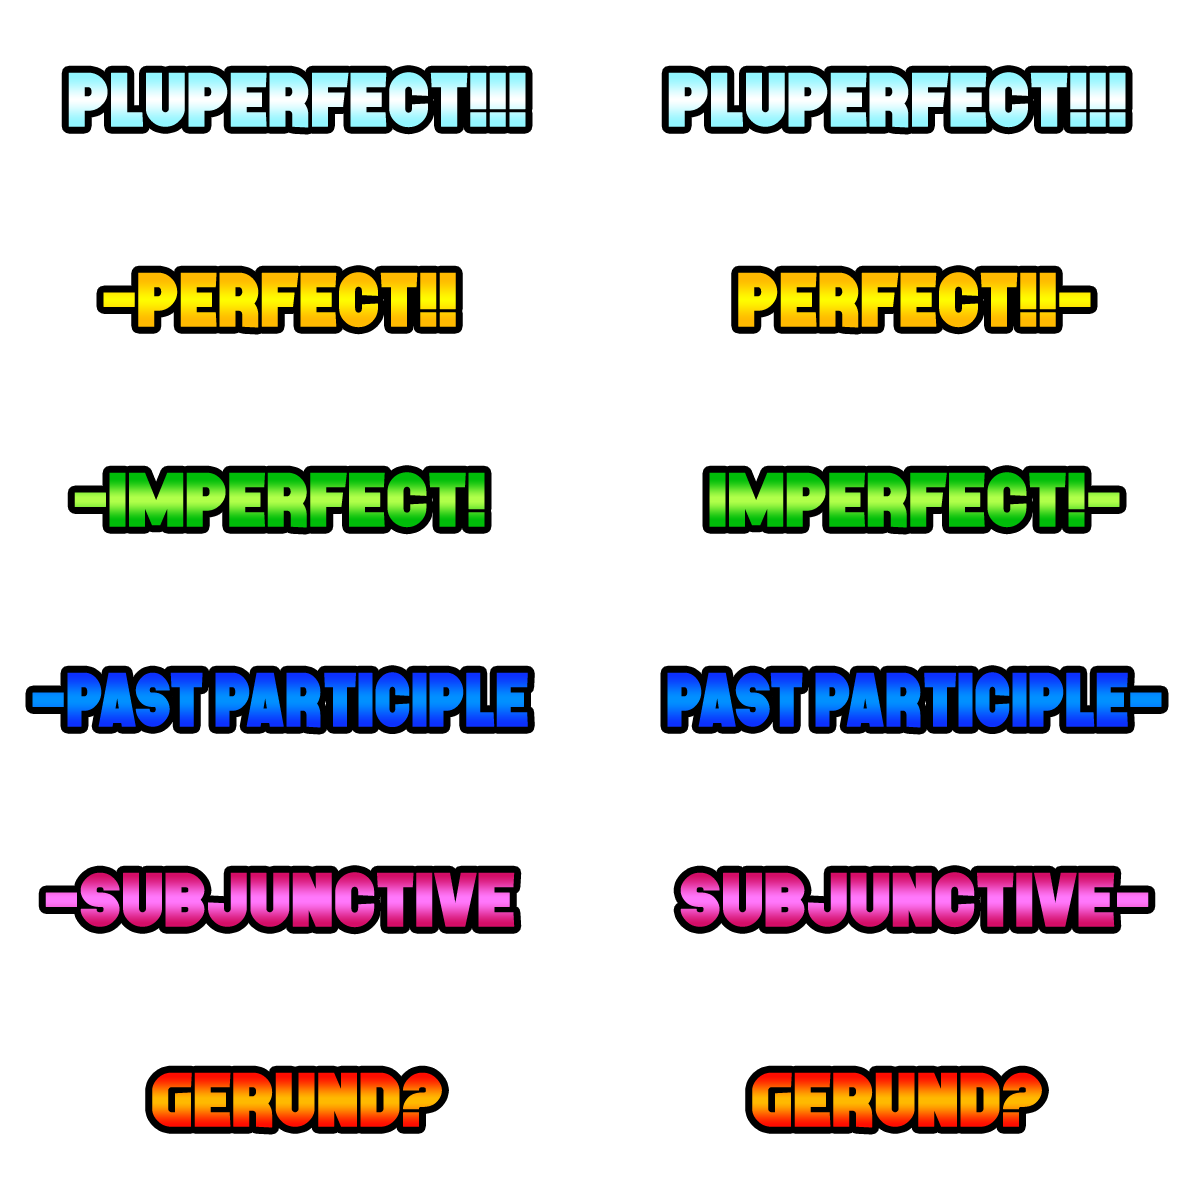 PLUPERFECT!!! PLUPERFECT!!!
-PERFECT!! PERFECT!!-
-IMPERFECT! IMPERFECT!-
-PAST PARTICIPLE PAST PARTICIPLE-
-SUBJUNCTIVE SUBJUNCTIVE-
GERUND? GERUND?